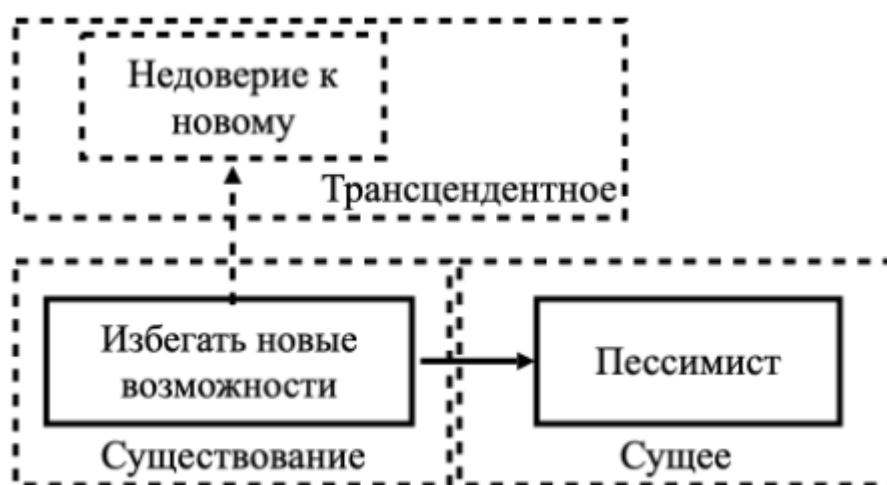 Недоверие к
новому
Трансцендентное
Избегать новые
возможности
Существование
Пессимист
Сущее